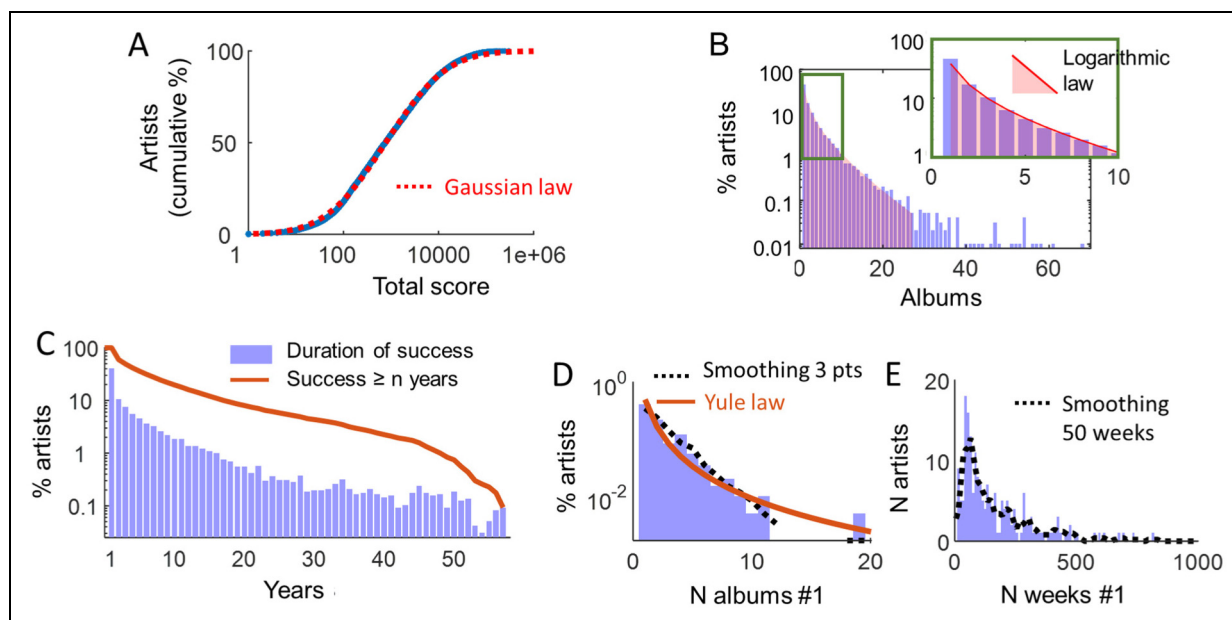 A
Artists
(cumulative %)
100
50
0
Gaussian law
1
100
10000
1e+06
Total score
B
% artists
100
10
1
0.1
0.01
0
20
40
60
Albums
100
10
1
0
5
10
Logarithmic
law
C
% artists
100
10
1
0.1
Duration of success
Success ≥ n years
1
10
20
30
40
50
Years
D
% artists
10^0
10^-2
Smoothing 3 pts
Yule law
0
10
20
N albums #1
E
N artists
20
10
0
Smoothing
50 weeks
0
500
1000
N weeks #1